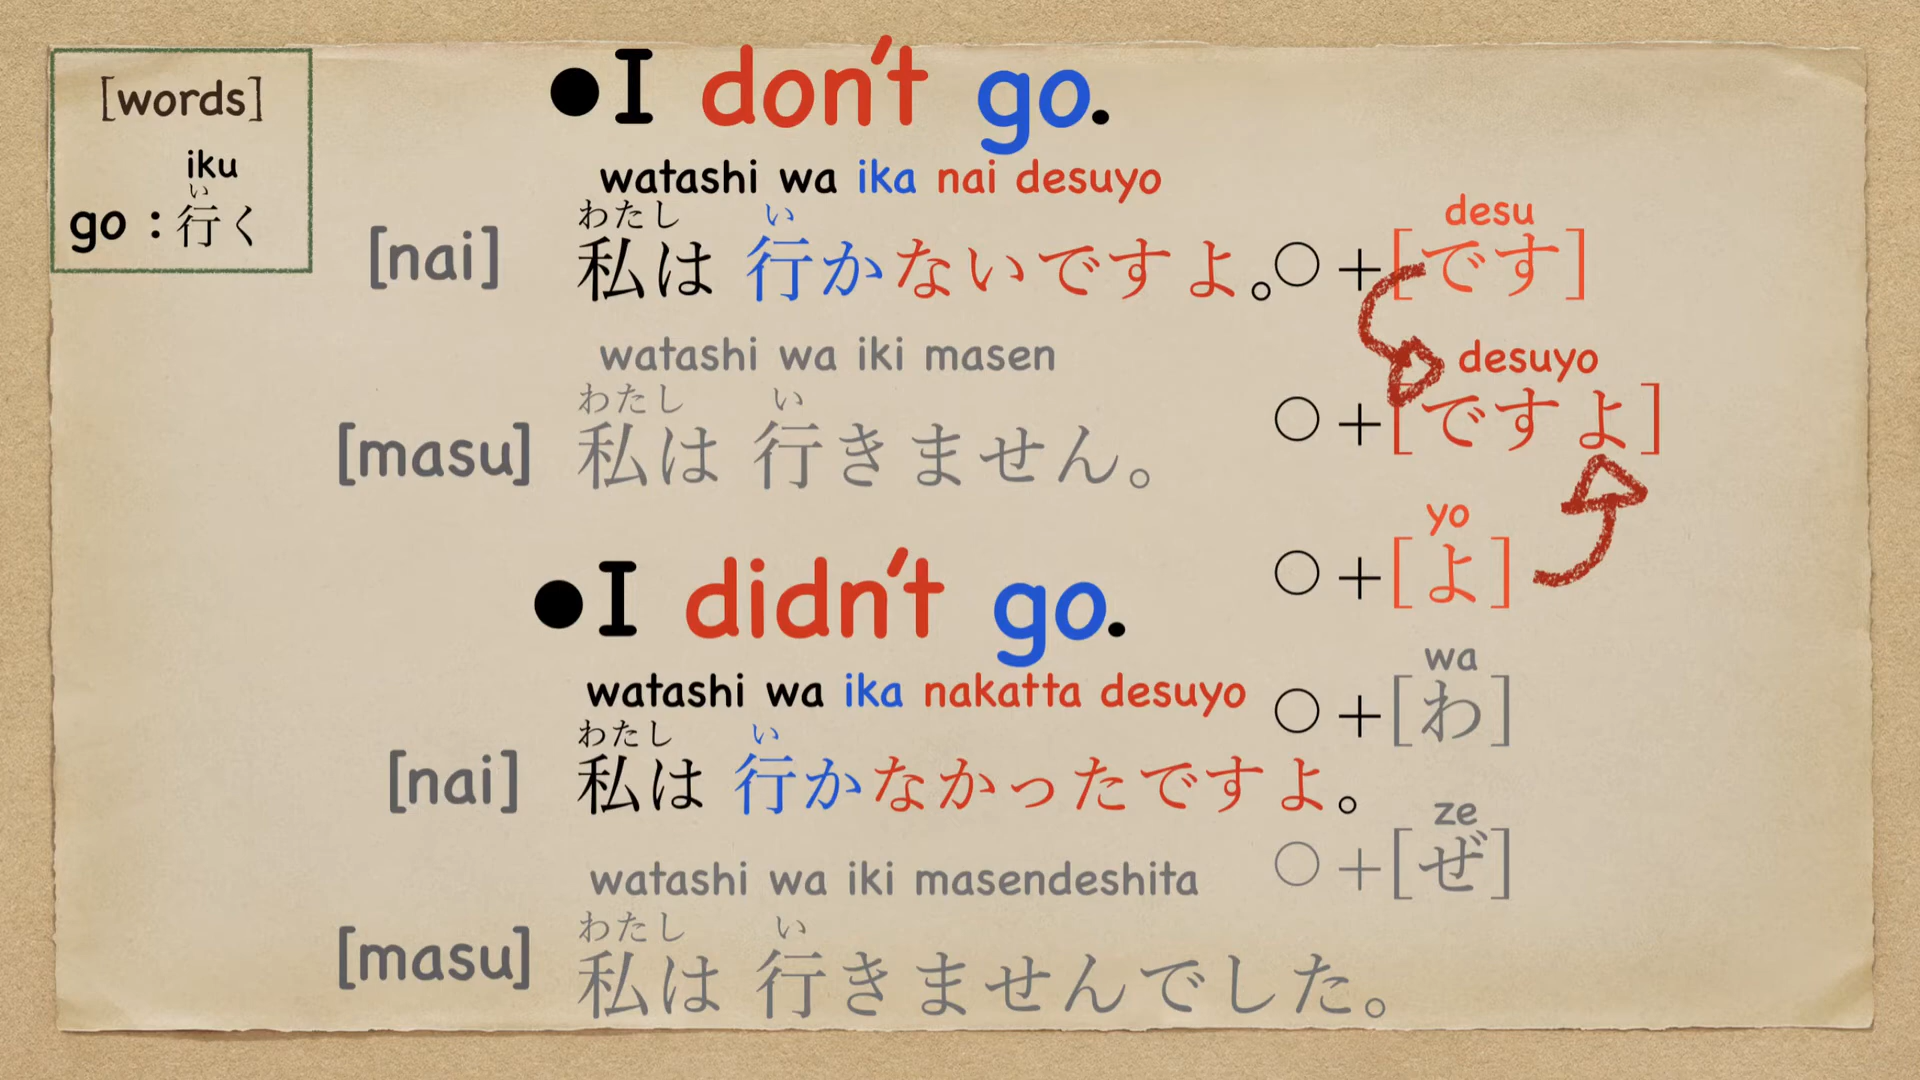 [words]
iku
い
go : 行く
●I don't go.
watashi wa ika nai desuyo
わたし い
[nai] 私は 行かないですよ。
watashi wa iki masen
わたし い
[masu] 私は 行きません。
●I didn't go.
watashi wa ika nakatta desuyo
わたし い
[nai] 私は 行かなかったですよ。
watashi wa iki masendeshita
わたし い
[masu] 私は 行きませんでした。
desu
○+[です]
desuyo
○+[ですよ]
yo
○+[よ]
wa
○+[わ]
ze
○+[ぜ]